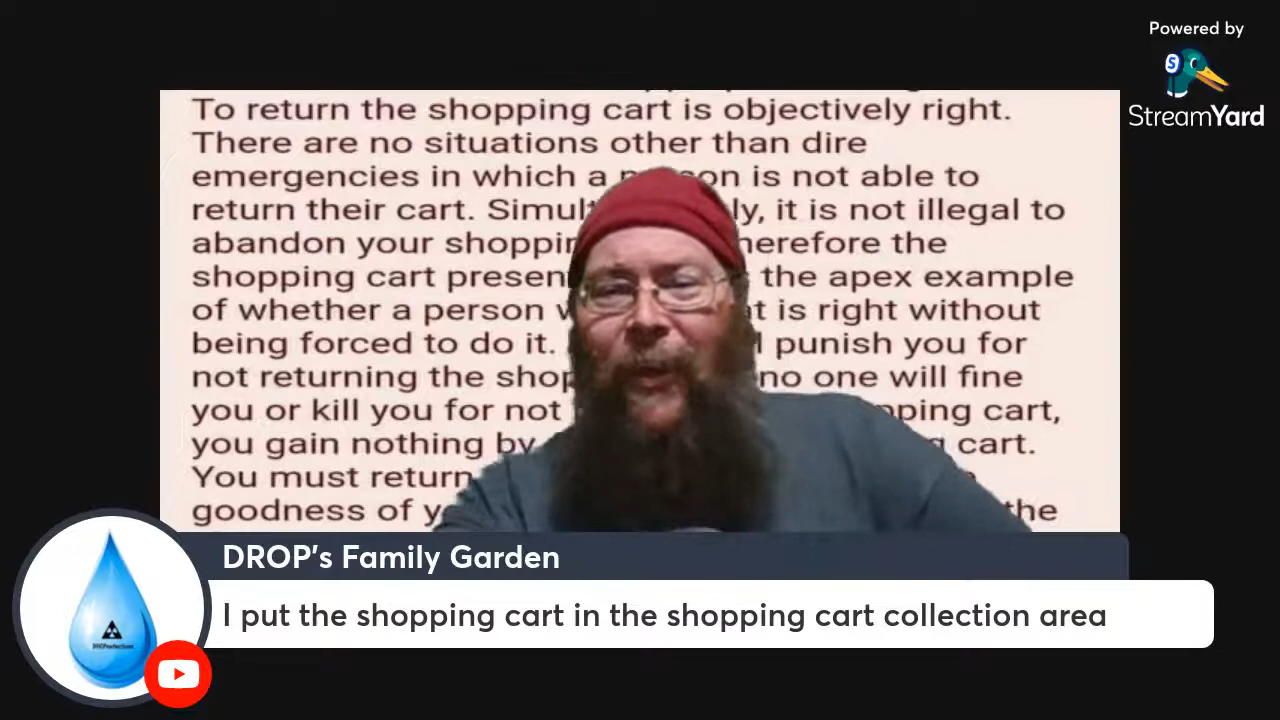 Powered by
StreamYard
To return the shopping cart is objectively right.
There are no situations other than dire
emergencies in which a person is not able to
return their cart. Simul ly, it is not illegal to
abandon your shoppin herefore the
shopping cart presen the apex example
of whether a person w t is right without
being forced to do it. punish you for
not returning the shop no one will fine
you or kill you for not pping cart,
you gain nothing by g cart.
You must return
goodness of y the
DROP's Family Garden
I put the shopping cart in the shopping cart collection area